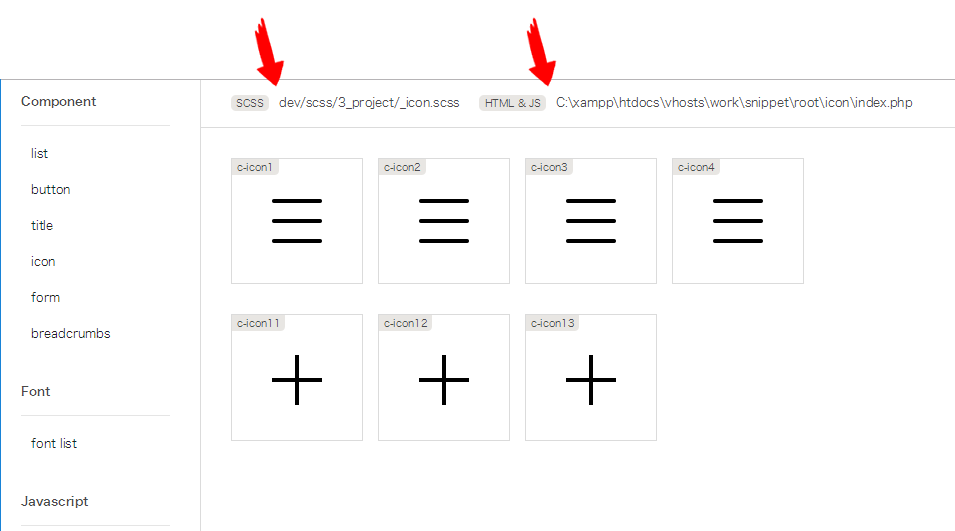 Component
list
button
title
icon
form
breadcrumbs
Font
font list
Javascript
SCSS dev/scss/3_project/_icon.scss HTML & JS C:\xampp\htdocs\vhosts\work\snippet\root\icon\index.php
c-icon1 c-icon2 c-icon3 c-icon4
c-icon11 c-icon12 c-icon13